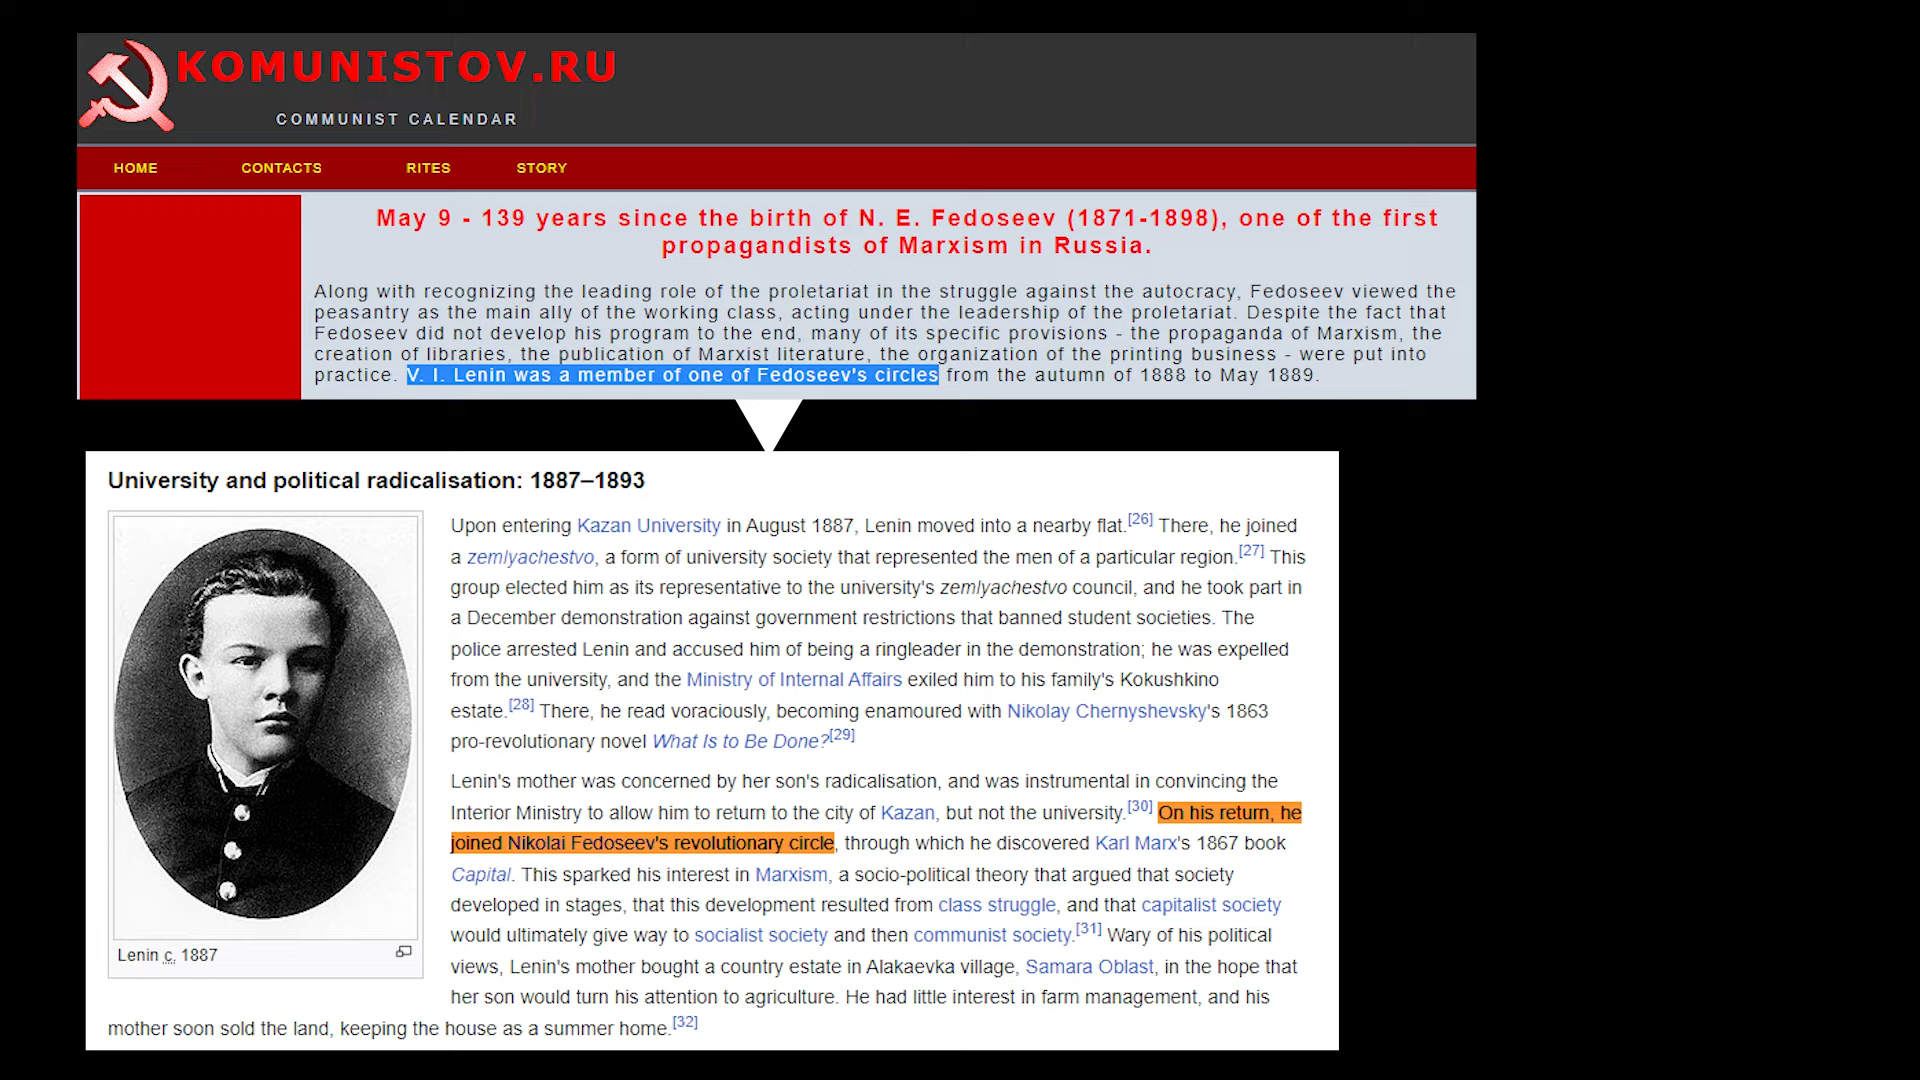 KOMUNISTOV.RU
COMMUNIST CALENDAR
HOME CONTACTS RITES STORY
May 9 - 139 years since the birth of N. E. Fedoseev (1871-1898), one of the first
propagandists of Marxism in Russia.
Along with recognizing the leading role of the proletariat in the struggle against the autocracy, Fedoseev viewed the
peasantry as the main ally of the working class, acting under the leadership of the proletariat. Despite the fact that
Fedoseev did not develop his program to the end, many of its specific provisions - the propaganda of Marxism, the
creation of libraries, the publication of Marxist literature, the organization of the printing business - were put into
practice. V. I. Lenin was a member of one of Fedoseev's circles from the autumn of 1888 to May 1889.
University and political radicalisation: 1887–1893
Upon entering Kazan University in August 1887, Lenin moved into a nearby flat.[26] There, he joined
a zemlyachestvo, a form of university society that represented the men of a particular region.[27] This
group elected him as its representative to the university's zemlyachestvo council, and he took part in
a December demonstration against government restrictions that banned student societies. The
police arrested Lenin and accused him of being a ringleader in the demonstration; he was expelled
from the university, and the Ministry of Internal Affairs exiled him to his family's Kokushkino
estate.[28] There, he read voraciously, becoming enamoured with Nikolay Chernyshevsky's 1863
pro-revolutionary novel What Is to Be Done?[29]
Lenin's mother was concerned by her son's radicalisation, and was instrumental in convincing the
Interior Ministry to allow him to return to the city of Kazan, but not the university.[30] On his return, he
joined Nikolai Fedoseev's revolutionary circle, through which he discovered Karl Marx's 1867 book
Capital. This sparked his interest in Marxism, a socio-political theory that argued that society
developed in stages, that this development resulted from class struggle, and that capitalist society
would ultimately give way to socialist society and then communist society.[31] Wary of his political
views, Lenin's mother bought a country estate in Alakaevka village, Samara Oblast, in the hope that
her son would turn his attention to agriculture. He had little interest in farm management, and his
mother soon sold the land, keeping the house as a summer home.[32]
Lenin c. 1887